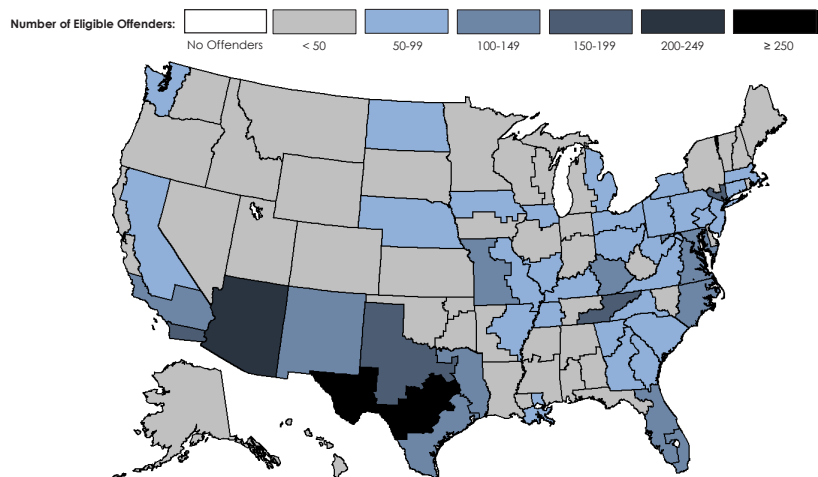 Number of Eligible Offenders:
No Offenders < 50 50-99 100-149 150-199 200-249 ≥ 250